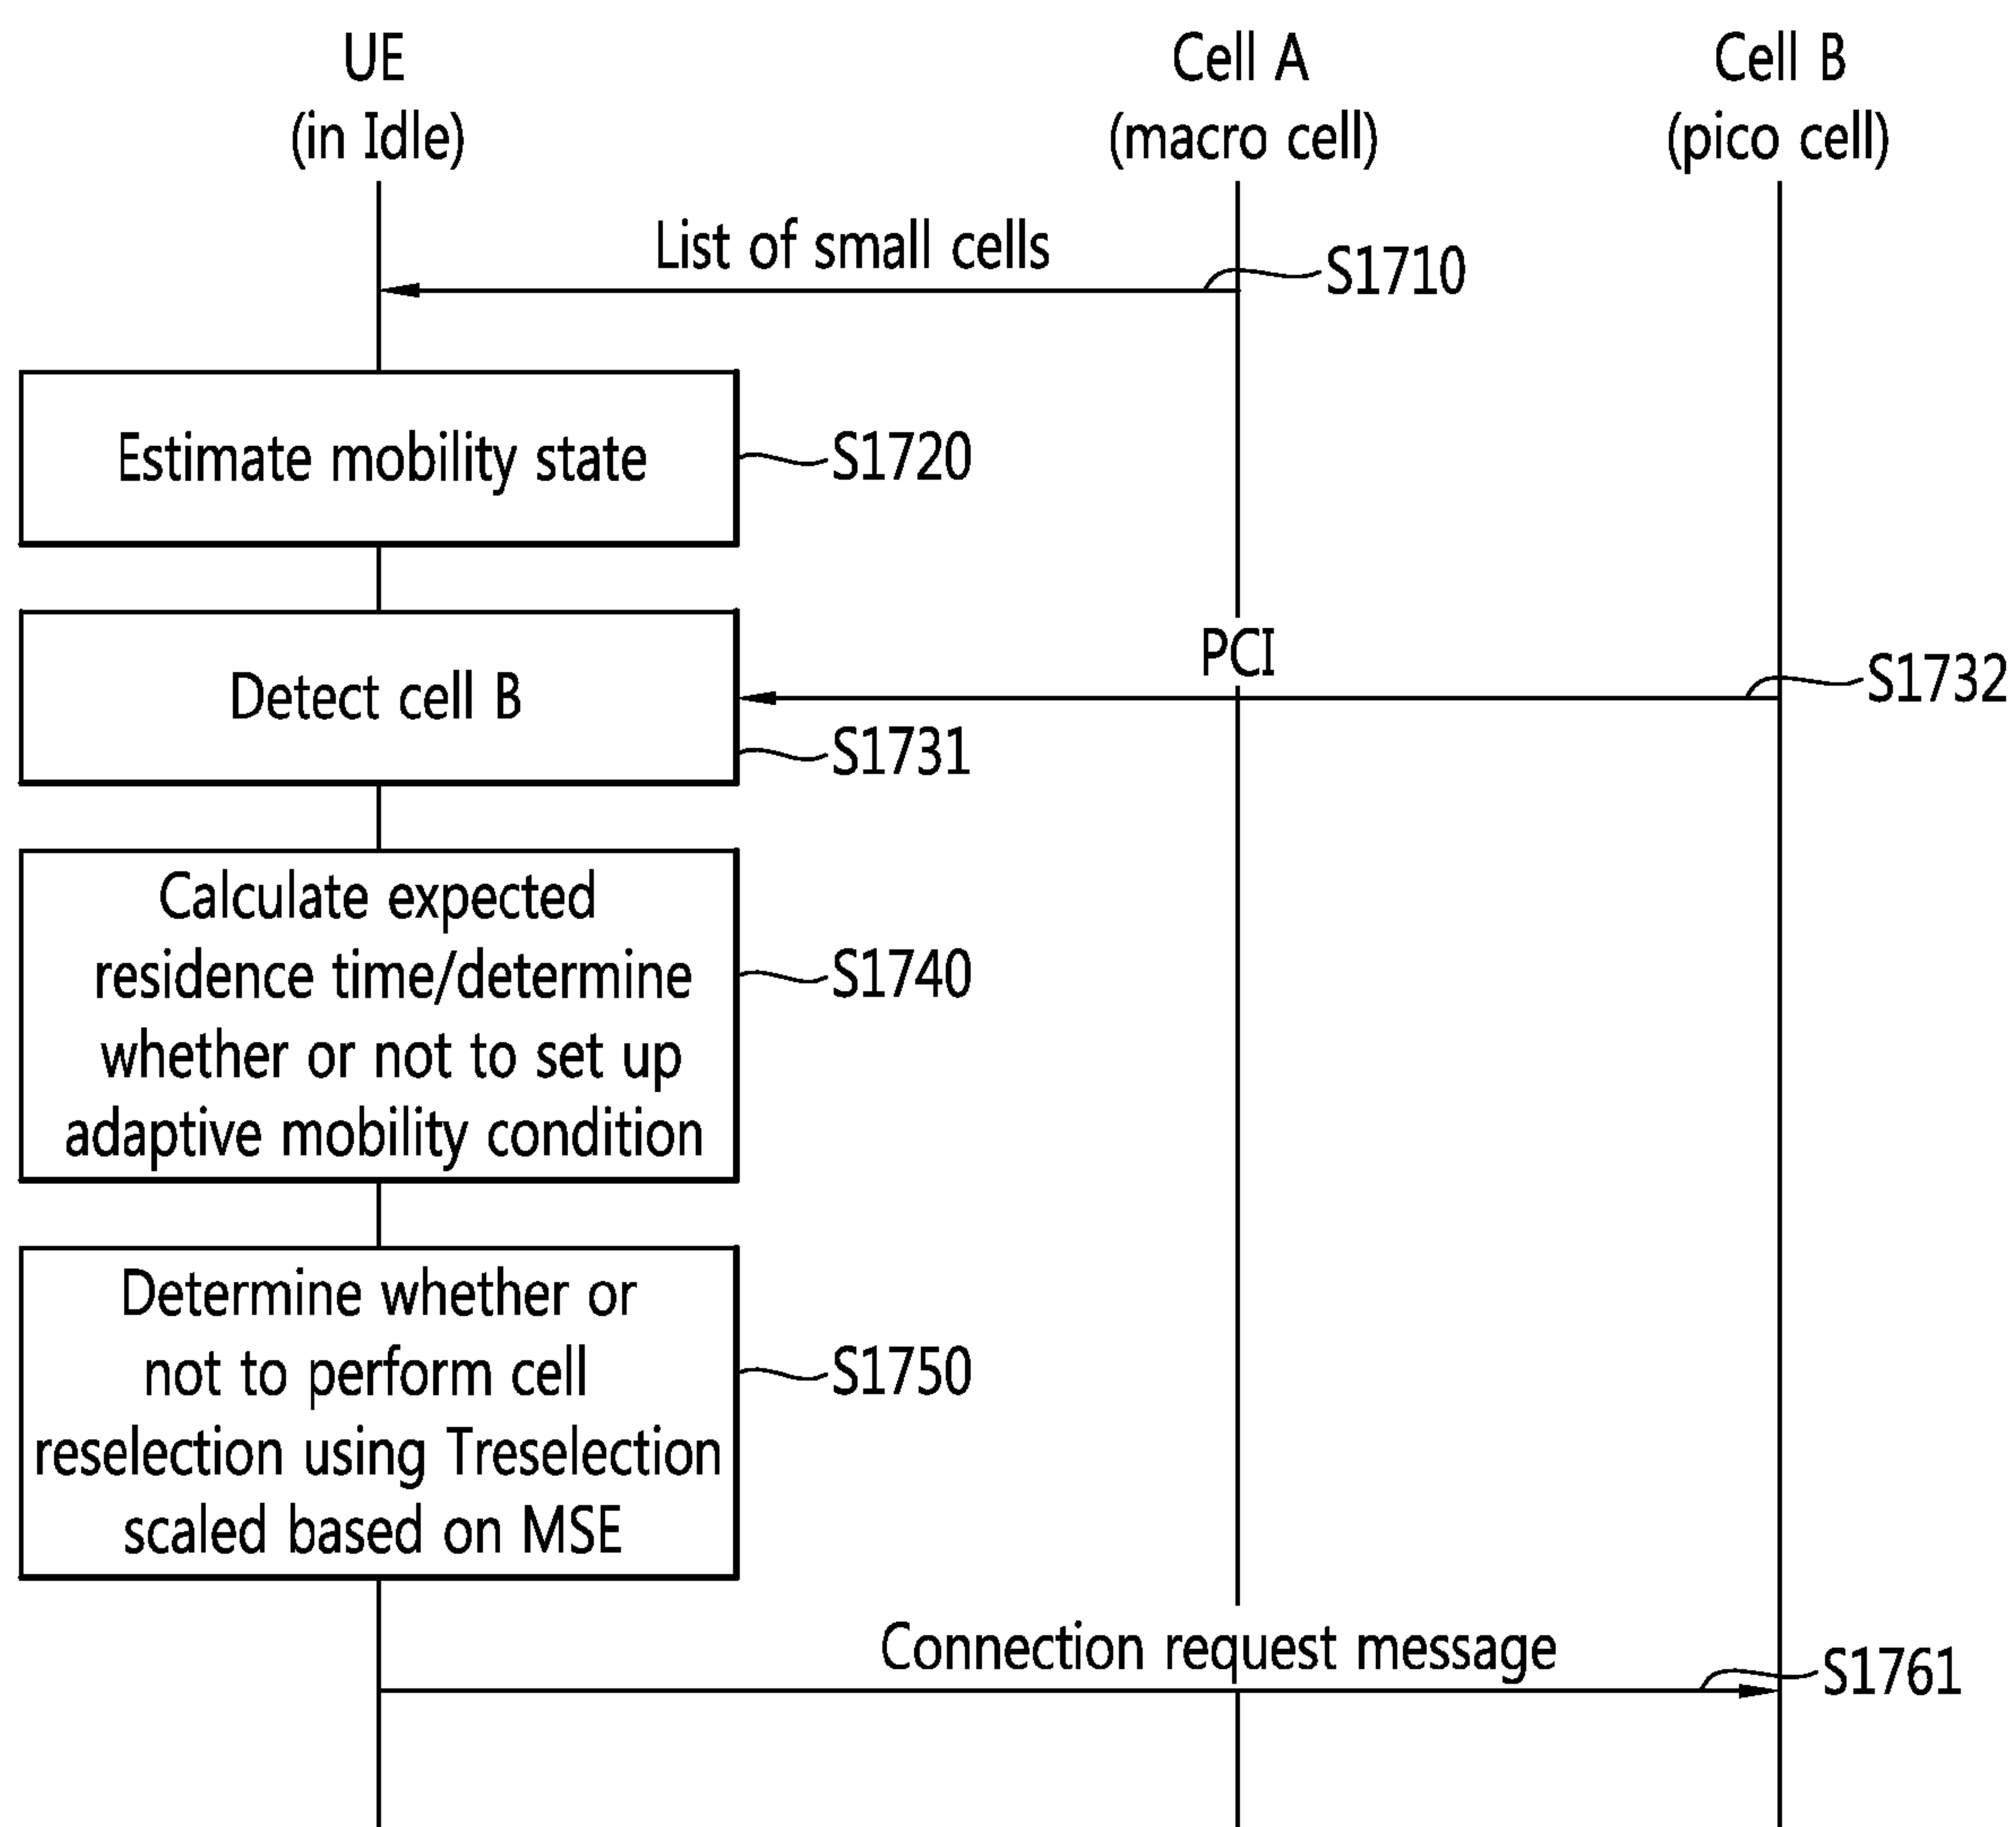 UE
(in Idle)
Cell A
(macro cell)
Cell B
(pico cell)
List of small cells
S1710
Estimate mobility state
S1720
PCI
S1732
Detect cell B
S1731
Calculate expected
residence time/determine
whether or not to set up
adaptive mobility condition
S1740
Determine whether or
not to perform cell
reselection using Treselection
scaled based on MSE
S1750
Connection request message
S1761